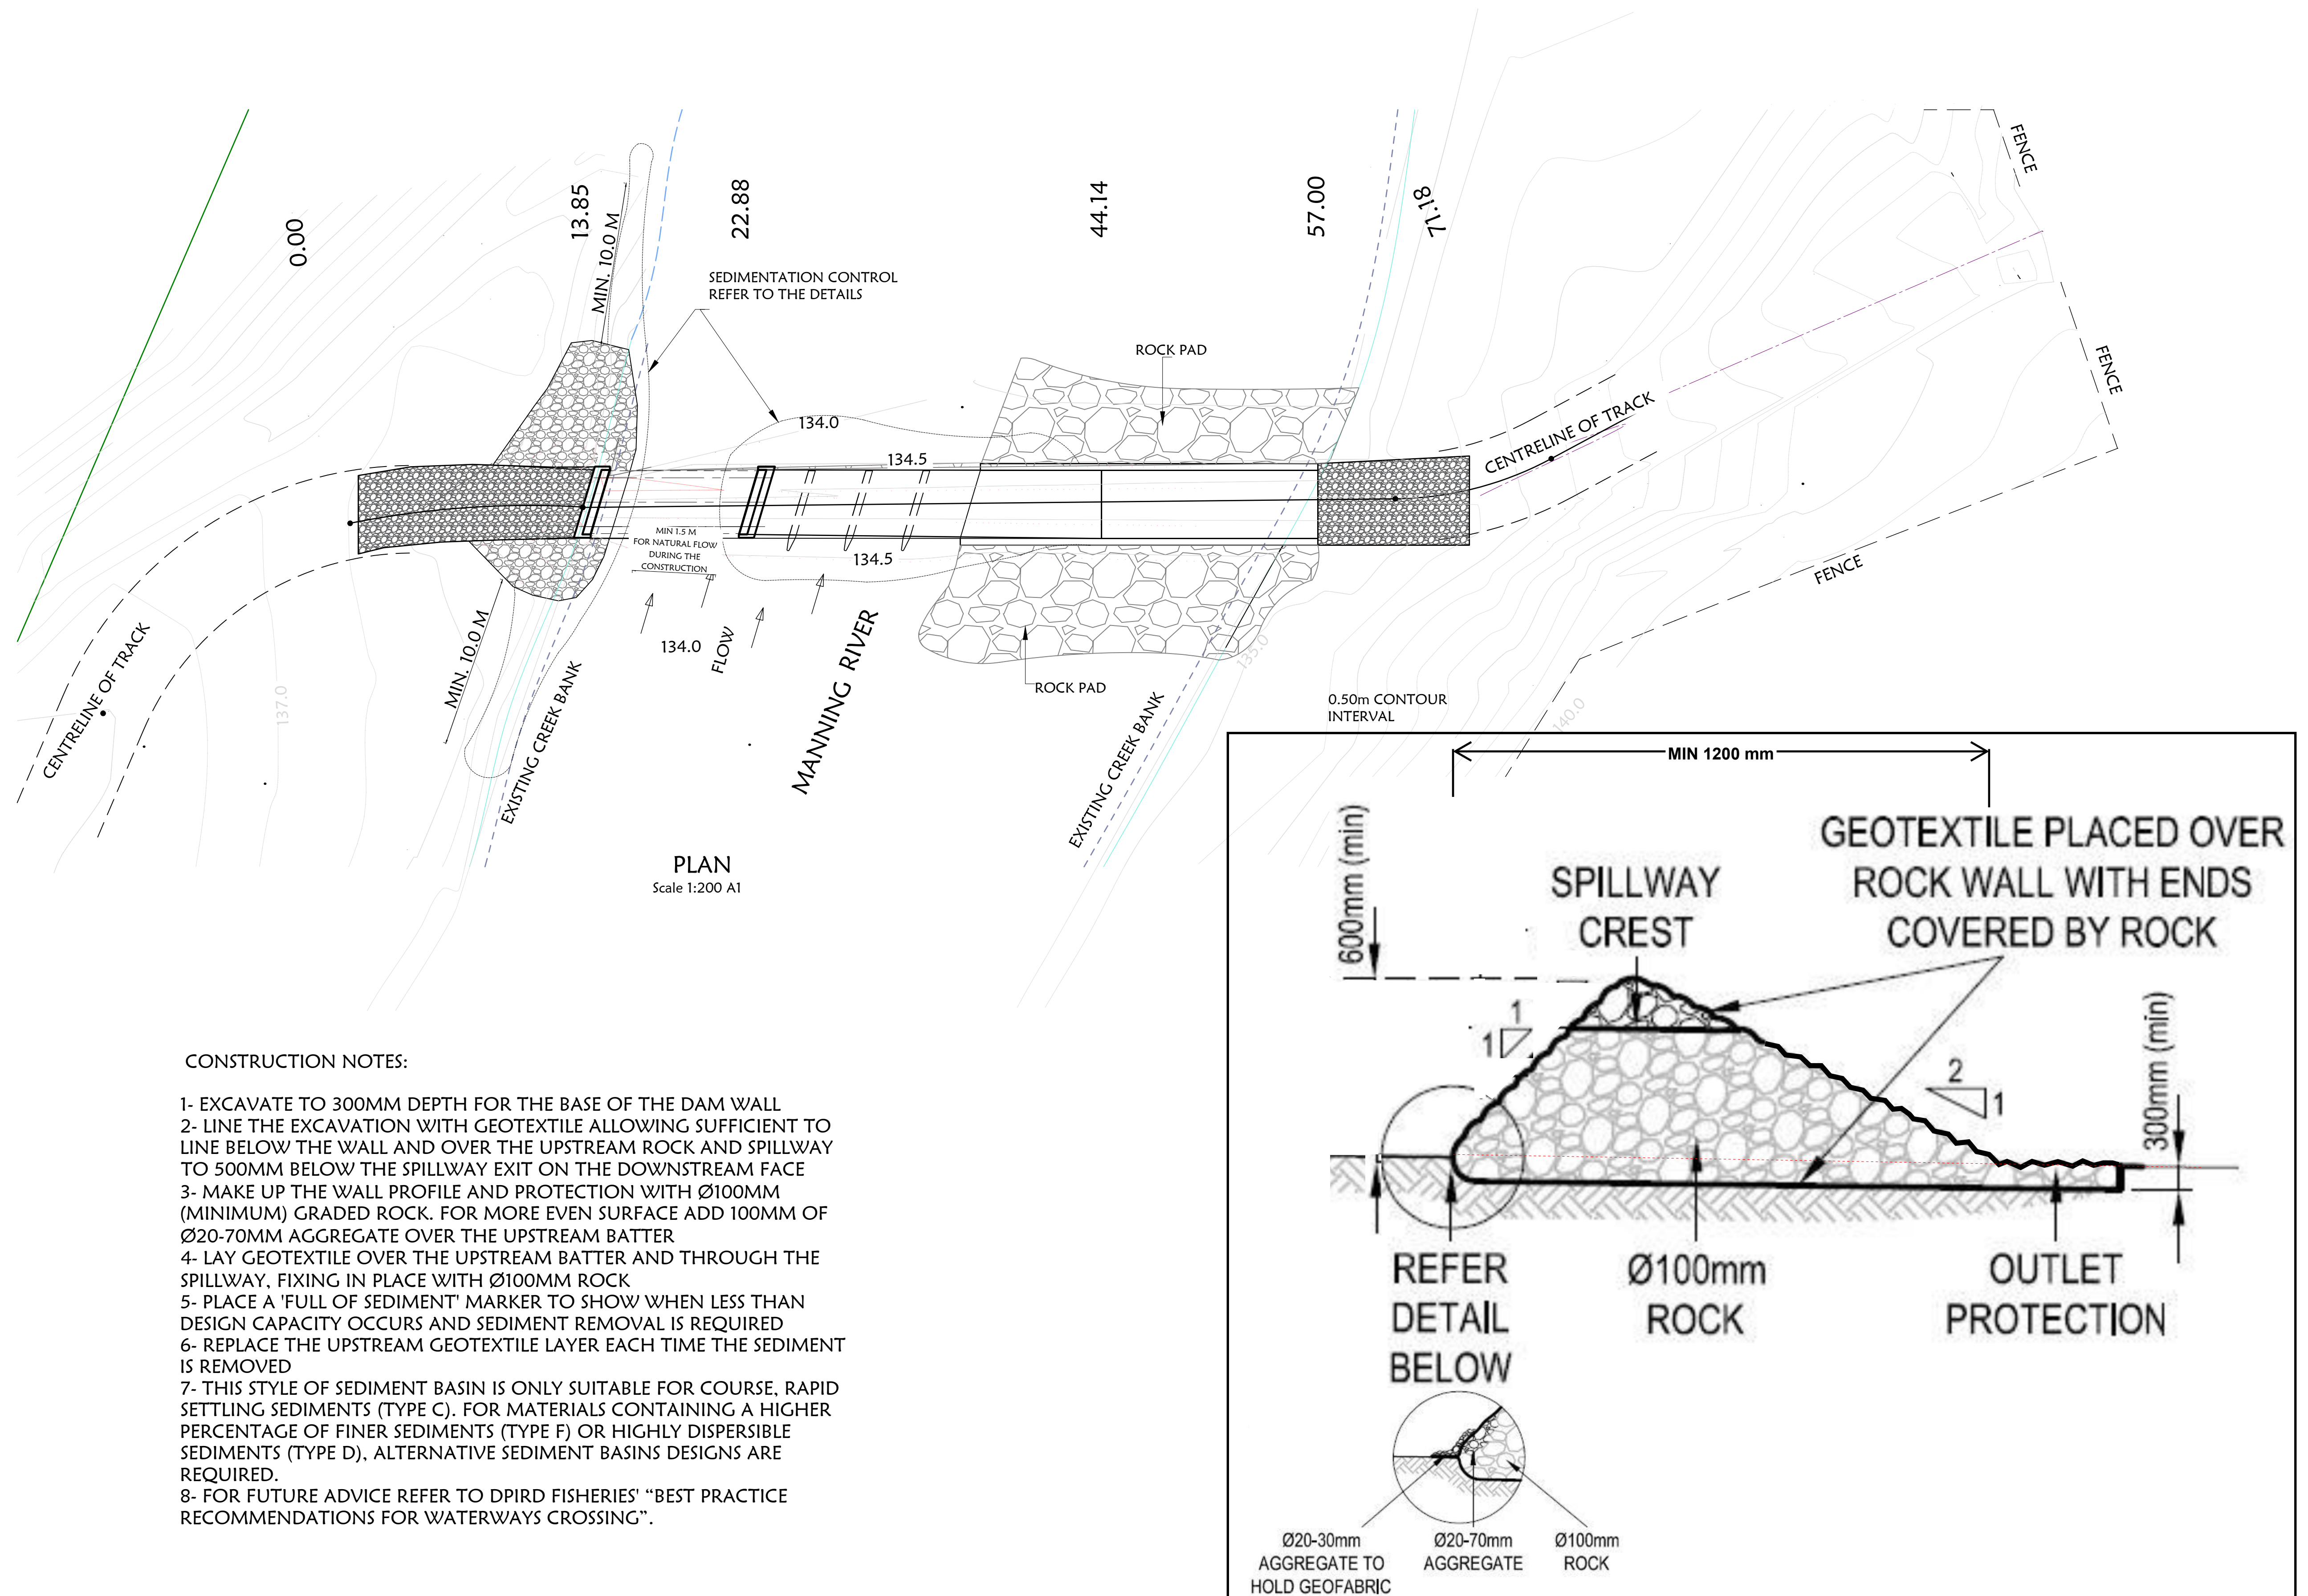 0.00
13.85
MIN. 10.0 M
22.88
44.14
57.00
71.18
FENCE
SEDIMENTATION CONTROL
REFER TO THE DETAILS
ROCK PAD
FENCE
134.0
CENTRELINE OF TRACK
134.5
MIN 1.5 M
FOR NATURAL FLOW
DURING THE
CONSTRUCTION
134.5
FENCE
134.0
FLOW
MANNING RIVER
CENTRELINE OF TRACK
137.0
MIN. 10.0 M
EXISTING CREEK BANK
ROCK PAD
135.0
EXISTING CREEK BANK
0.50m CONTOUR
INTERVAL
140.0
PLAN
Scale 1:200 A1
CONSTRUCTION NOTES:
1- EXCAVATE TO 300MM DEPTH FOR THE BASE OF THE DAM WALL
2- LINE THE EXCAVATION WITH GEOTEXTILE ALLOWING SUFFICIENT TO
LINE BELOW THE WALL AND OVER THE UPSTREAM ROCK AND SPILLWAY
TO 500MM BELOW THE SPILLWAY EXIT ON THE DOWNSTREAM FACE
3- MAKE UP THE WALL PROFILE AND PROTECTION WITH Ø100MM
(MINIMUM) GRADED ROCK. FOR MORE EVEN SURFACE ADD 100MM OF
Ø20-70MM AGGREGATE OVER THE UPSTREAM BATTER
4- LAY GEOTEXTILE OVER THE UPSTREAM BATTER AND THROUGH THE
SPILLWAY, FIXING IN PLACE WITH Ø100MM ROCK
5- PLACE A 'FULL OF SEDIMENT' MARKER TO SHOW WHEN LESS THAN
DESIGN CAPACITY OCCURS AND SEDIMENT REMOVAL IS REQUIRED
6- REPLACE THE UPSTREAM GEOTEXTILE LAYER EACH TIME THE SEDIMENT
IS REMOVED
7- THIS STYLE OF SEDIMENT BASIN IS ONLY SUITABLE FOR COURSE, RAPID
SETTLING SEDIMENTS (TYPE C). FOR MATERIALS CONTAINING A HIGHER
PERCENTAGE OF FINER SEDIMENTS (TYPE F) OR HIGHLY DISPERSIBLE
SEDIMENTS (TYPE D), ALTERNATIVE SEDIMENT BASINS DESIGNS ARE
REQUIRED.
8- FOR FUTURE ADVICE REFER TO DPIRD FISHERIES' “BEST PRACTICE
RECOMMENDATIONS FOR WATERWAYS CROSSING”.
MIN 1200 mm
600mm (min)
SPILLWAY
CREST
GEOTEXTILE PLACED OVER
ROCK WALL WITH ENDS
COVERED BY ROCK
1
1
2
1
300mm (min)
REFER
DETAIL
BELOW
Ø100mm
ROCK
OUTLET
PROTECTION
Ø20-30mm
AGGREGATE TO
HOLD GEOFABRIC
Ø20-70mm
AGGREGATE
Ø100mm
ROCK